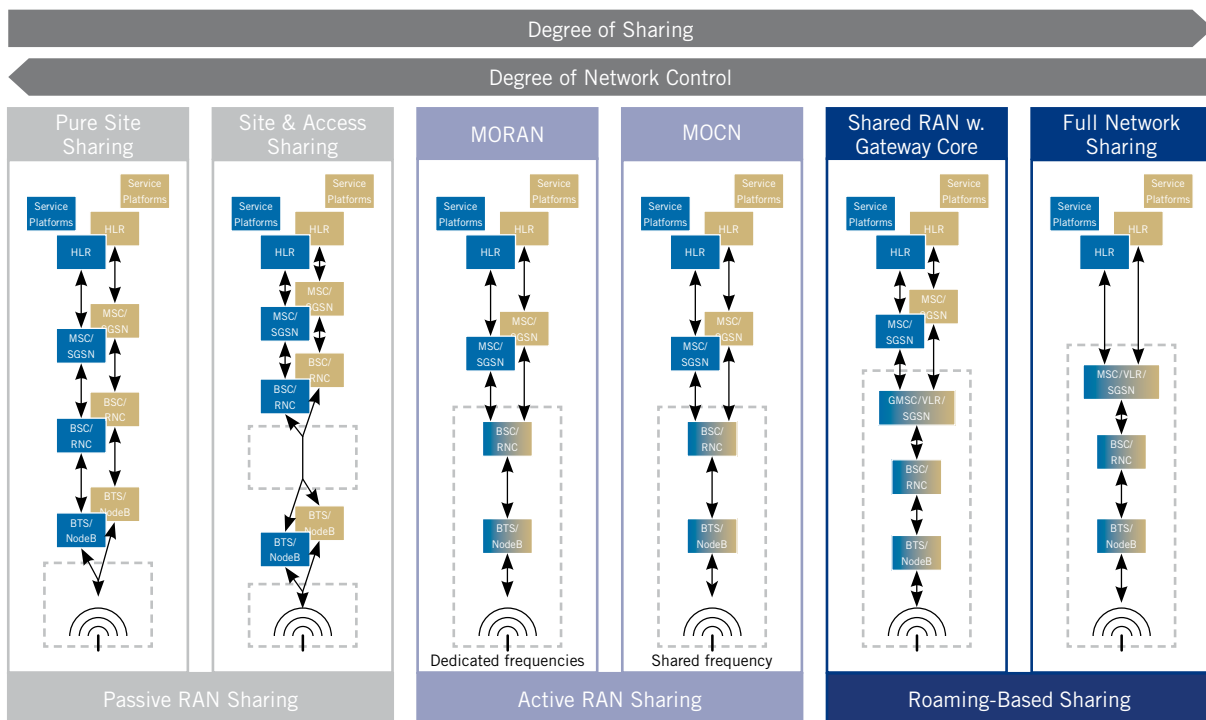 Degree of Sharing
Degree of Network Control
Pure Site
Sharing
Service
Platforms
Service
Platforms
HLR
HLR
MSC/
SGSN
MSC/
SGSN
BSC/
RNC
BSC/
RNC
BTS/
NodeB
BTS/
NodeB
Site & Access
Sharing
Service
Platforms
Service
Platforms
HLR
HLR
MSC/
SGSN
MSC/
SGSN
BSC/
RNC
BSC/
RNC
BTS/
NodeB
BTS/
NodeB
Passive RAN Sharing
MORAN
Service
Platforms
Service
Platforms
HLR
HLR
MSC/
SGSN
MSC/
SGSN
BSC/
RNC
BTS/
NodeB
Dedicated frequencies
MOCN
Service
Platforms
Service
Platforms
HLR
HLR
MSC/
SGSN
MSC/
SGSN
BSC/
RNC
BTS/
NodeB
Shared frequency
Active RAN Sharing
Shared RAN w.
Gateway Core
Service
Platforms
Service
Platforms
HLR
HLR
MSC/
SGSN
MSC/
SGSN
GMSC/VLR/
SGSN
BSC/
RNC
BTS/
NodeB
Full Network
Sharing
Service
Platforms
Service
Platforms
HLR
HLR
MSC/VLR/
SGSN
BSC/
RNC
BTS/
NodeB
Roaming-Based Sharing